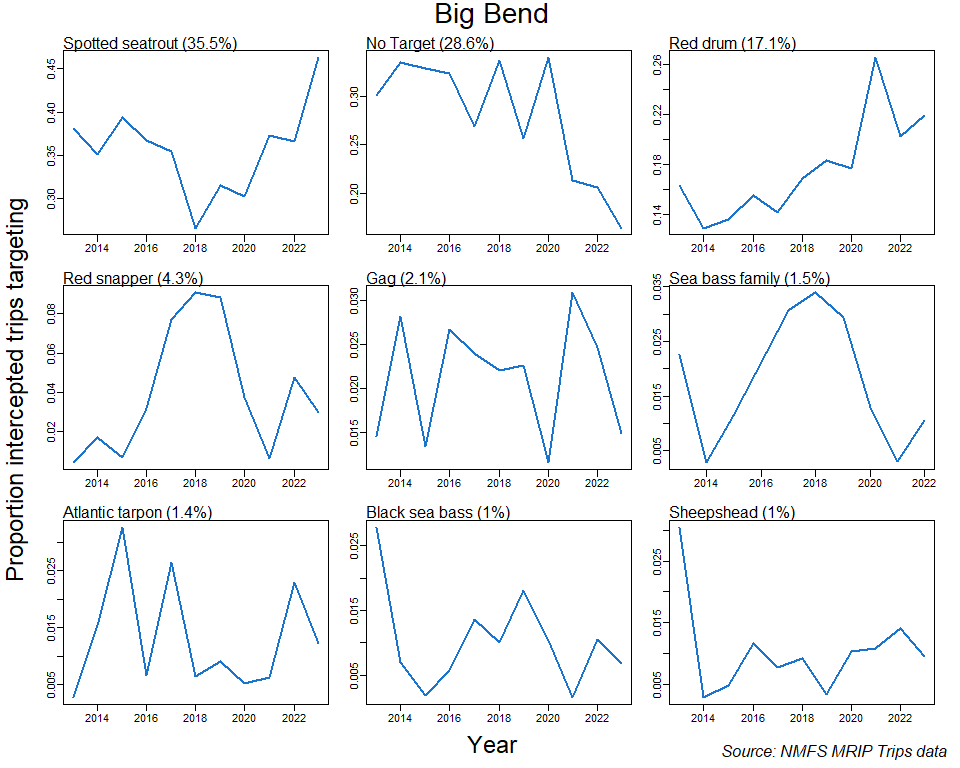 Big Bend
Spotted seatrout (35.5%)
No Target (28.6%)
Red drum (17.1%)
0.45
0.40
0.35
0.30
2014 2016 2018 2020 2022
0.30
0.25
0.20
2014 2016 2018 2020 2022
0.26
0.22
0.18
0.14
2014 2016 2018 2020 2022
Proportion intercepted trips targeting
Red snapper (4.3%)
Gag (2.1%)
Sea bass family (1.5%)
0.08
0.06
0.04
0.02
2014 2016 2018 2020 2022
0.030
0.025
0.020
0.015
2014 2016 2018 2020 2022
0.035
0.025
0.015
0.005
2014 2016 2018 2020 2022
Atlantic tarpon (1.4%)
Black sea bass (1%)
Sheepshead (1%)
0.025
0.015
0.005
2014 2016 2018 2020 2022
0.025
0.015
0.005
2014 2016 2018 2020 2022
0.025
0.015
0.005
2014 2016 2018 2020 2022
Year
Source: NMFS MRIP Trips data